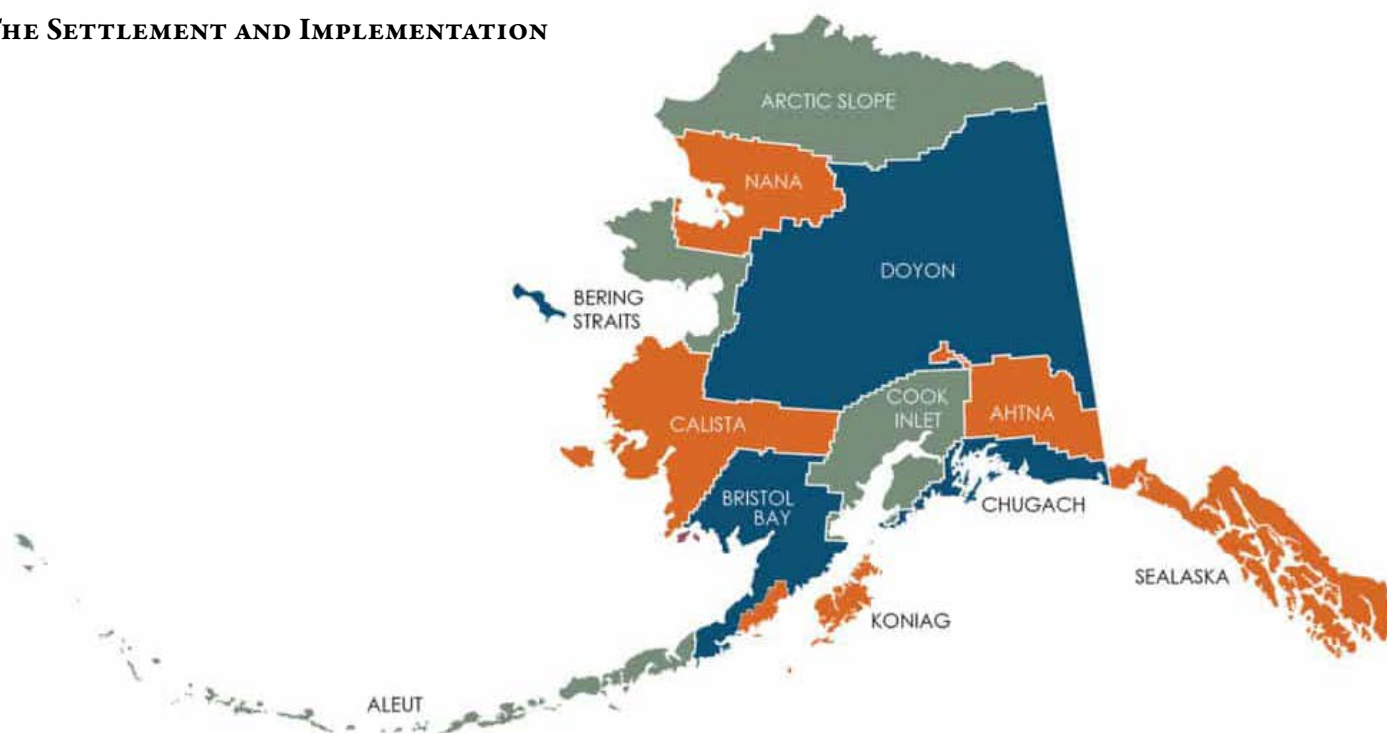 THE SETTLEMENT AND IMPLEMENTATION
ARCTIC SLOPE
NANA
DOYON
BERING
STRAITS
COOK
INLET
AHTNA
CALISTA
BRISTOL
BAY
CHUGACH
SEALASKA
KONIAG
ALEUT